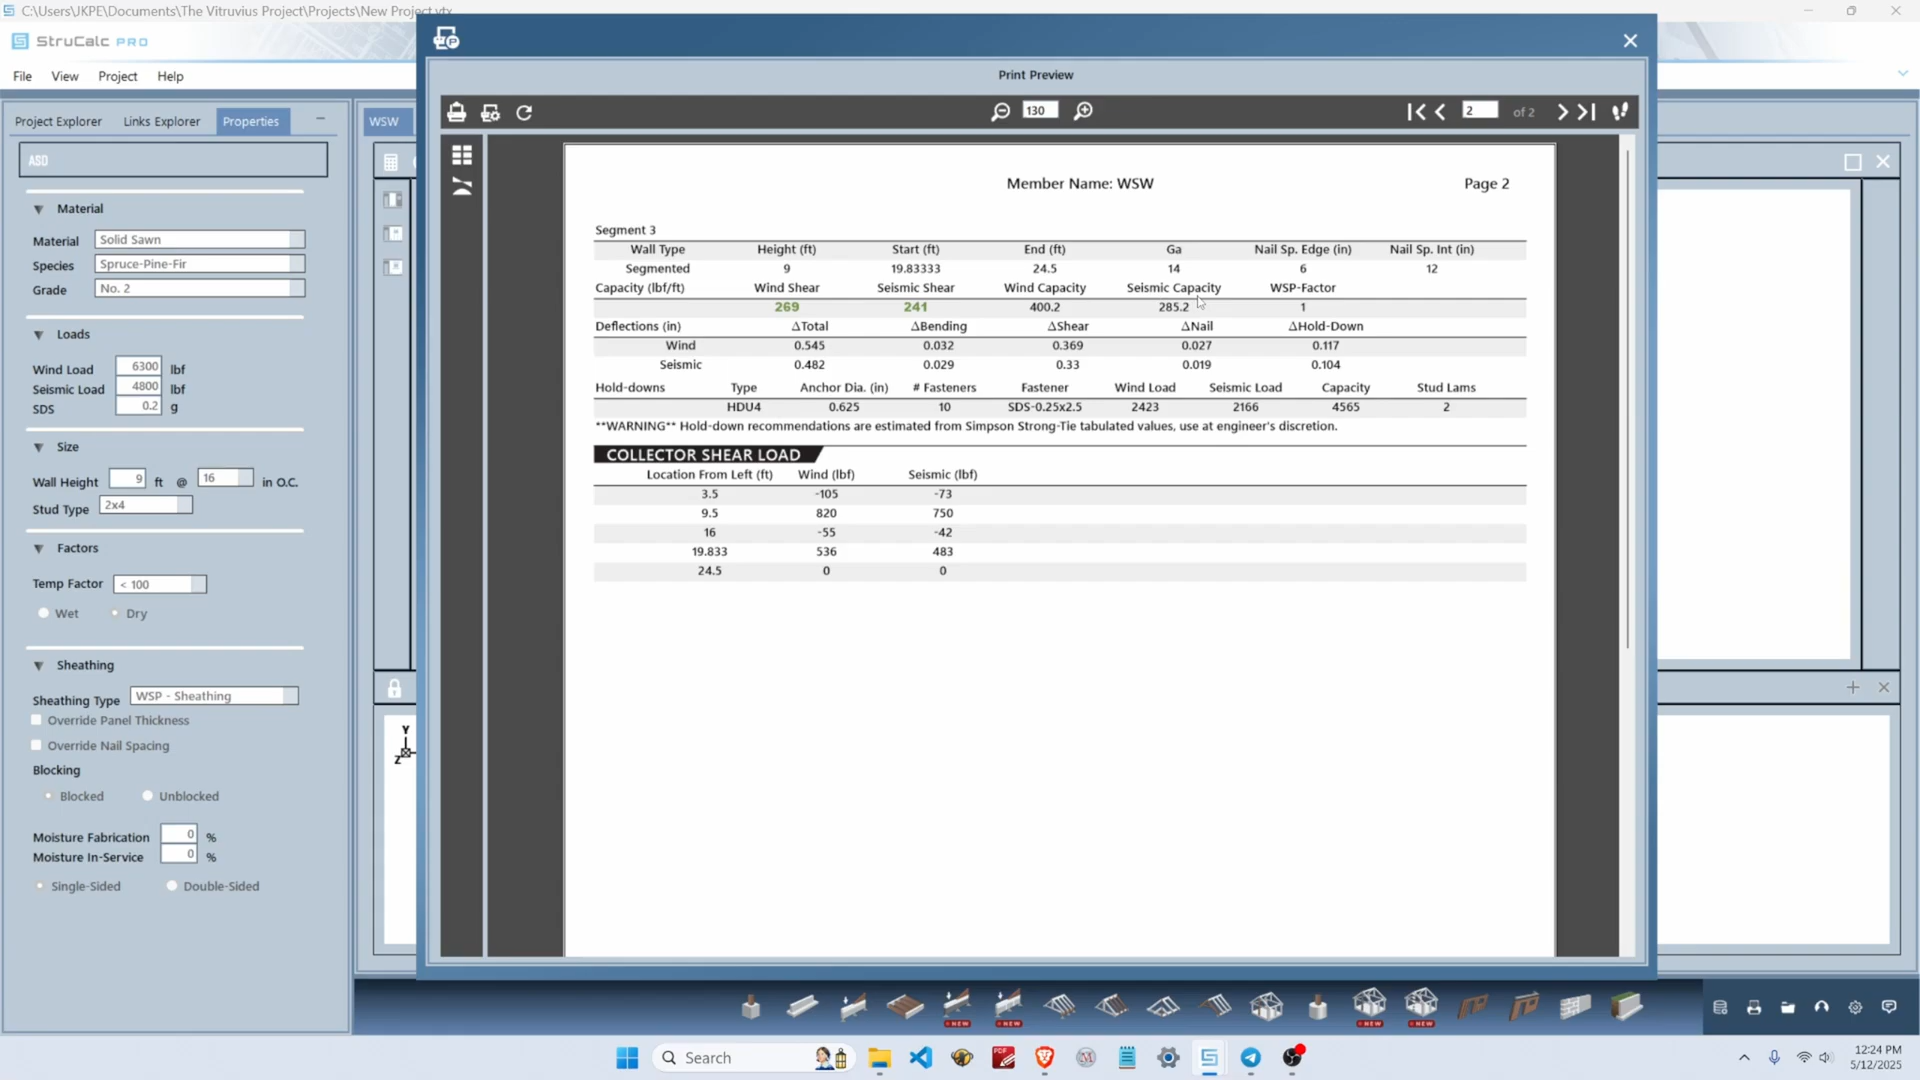 C:\Users\JKPE\Documents\The Vitruvius Project\Projects\New Project.vtx
StruCalc PRO
File View Project Help
Print Preview
Project Explorer Links Explorer Properties
WSW
130
2 of 2
ASD
Material
Material Solid Sawn
Species Spruce-Pine-Fir
Grade No. 2
Loads
Wind Load 6300 lbf
Seismic Load 4800 lbf
SDS 0.2 g
Size
Wall Height 9 ft @ 16 in O.C.
Stud Type 2x4
Factors
Temp Factor < 100
Wet Dry
Sheathing
Sheathing Type WSP - Sheathing
Override Panel Thickness
Override Nail Spacing
Blocking
Blocked Unblocked
Moisture Fabrication 0 %
Moisture In-Service 0 %
Single-Sided Double-Sided
Member Name: WSW Page 2
Segment 3
Wall Type Height (ft) Start (ft) End (ft) Ga Nail Sp. Edge (in) Nail Sp. Int (in)
Segmented 9 19.83333 24.5 14 6 12
Capacity (lbf/ft) Wind Shear Seismic Shear Wind Capacity Seismic Capacity WSP-Factor
269 241 400.2 285.2 1
Deflections (in) ΔTotal ΔBending ΔShear ΔNail ΔHold-Down
Wind 0.545 0.032 0.369 0.027 0.117
Seismic 0.482 0.029 0.33 0.019 0.104
Hold-downs Type Anchor Dia. (in) # Fasteners Fastener Wind Load Seismic Load Capacity Stud Lams
HDU4 0.625 10 SDS-0.25x2.5 2423 2166 4565 2
**WARNING** Hold-down recommendations are estimated from Simpson Strong-Tie tabulated values, use at engineer's discretion.
COLLECTOR SHEAR LOAD
Location From Left (ft) Wind (lbf) Seismic (lbf)
3.5 -105 -73
9.5 820 750
16 -55 -42
19.833 536 483
24.5 0 0
Y
Z
NEW NEW NEW NEW
Search
PDF
12:24 PM
5/12/2025